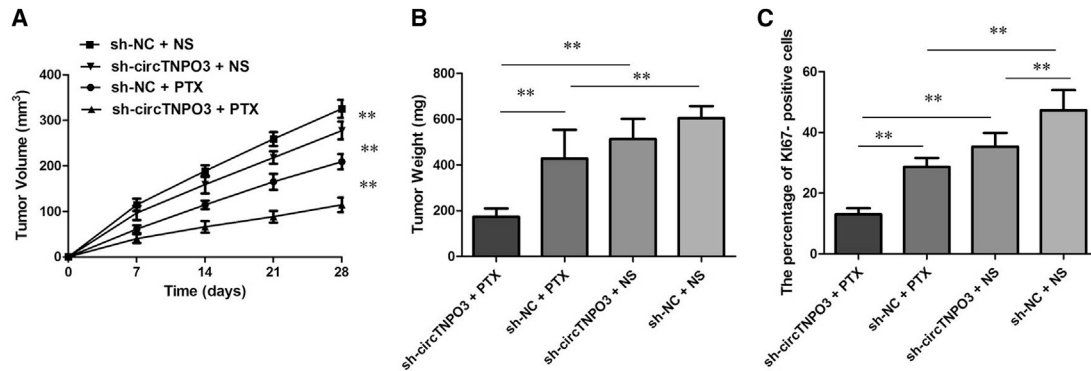 A
sh-NC + NS
sh-circTNPO3 + NS
sh-NC + PTX
sh-circTNPO3 + PTX
Tumor Volume (mm³)
400
300
200
100
0
**
**
**
0 7 14 21 28
Time (days)
B
Tumor Weight (mg)
800
600
400
200
0
**
**
**
sh-circTNPO3 + PTX
sh-NC + PTX
sh-circTNPO3 + NS
sh-NC + NS
C
The percentage of KI67- positive cells
60
40
20
0
**
**
**
**
sh-circTNPO3 + PTX
sh-NC + PTX
sh-circTNPO3 + NS
sh-NC + NS